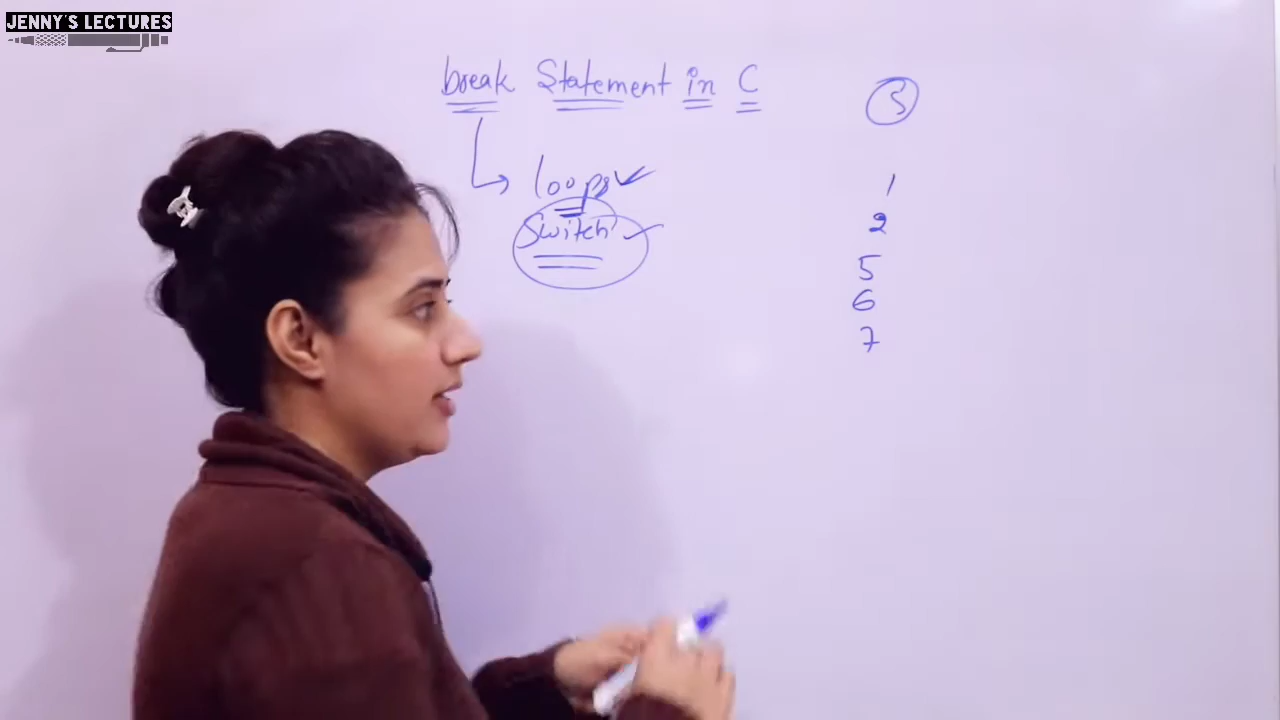 JENNY'S LECTURES
break Statement in C
3
loops
Switch
1
2
5
6
7